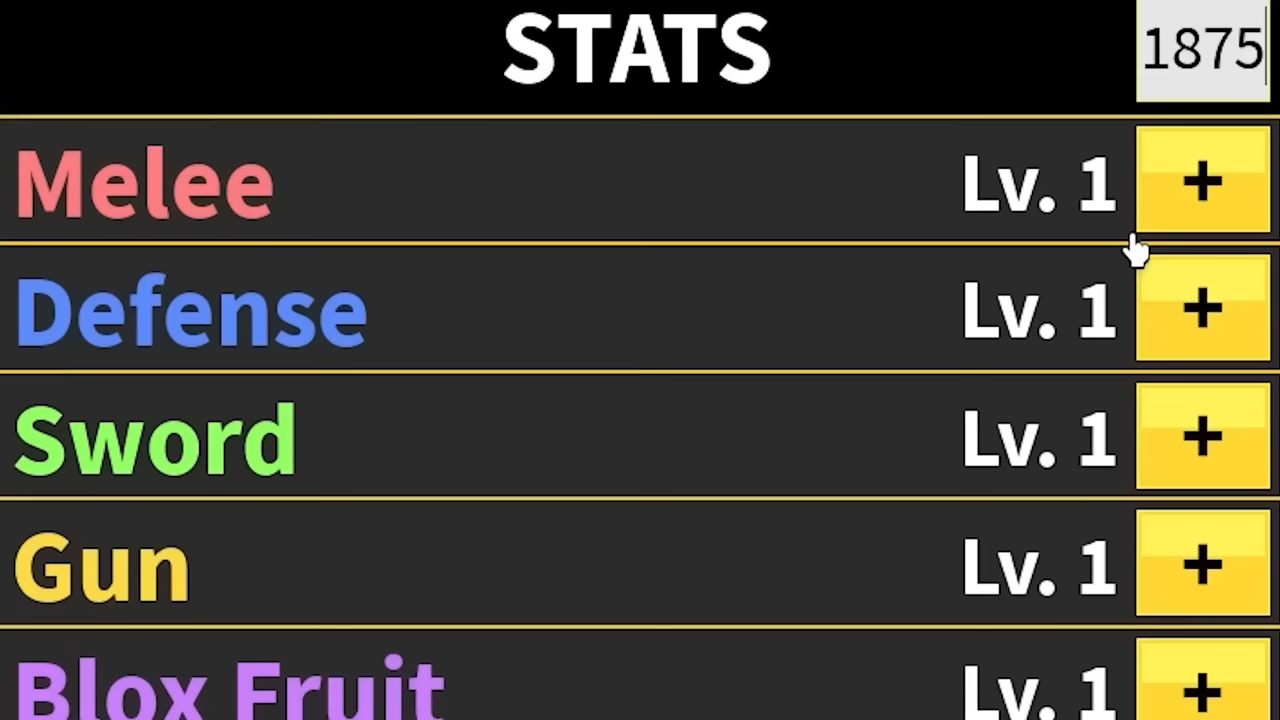 STATS
1875
Melee Lv. 1 +
Defense Lv. 1 +
Sword Lv. 1 +
Gun Lv. 1 +
Blox Fruit Lv. 1 +